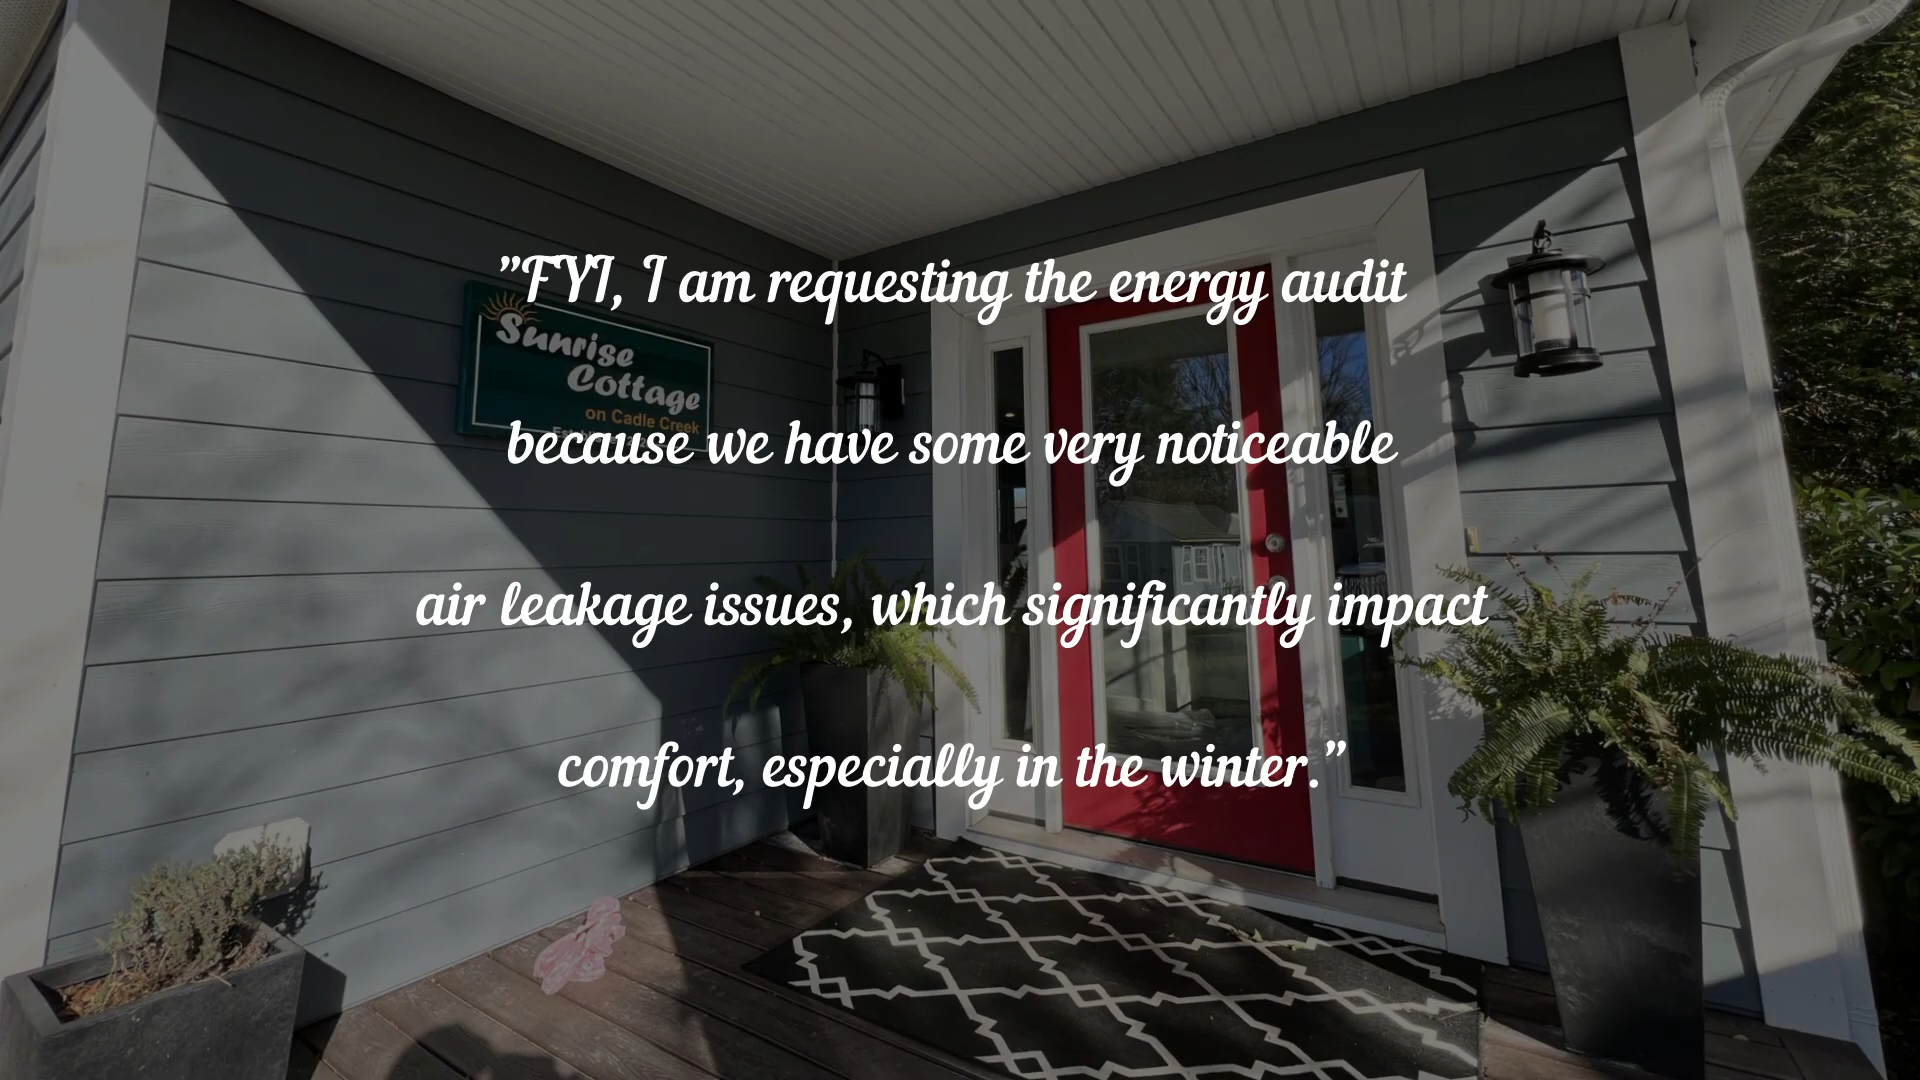 ”FYI, I am requesting the energy audit
Sunrise
Cottage
on Cadle Creek
because we have some very noticeable
air leakage issues, which significantly impact
comfort, especially in the winter.”